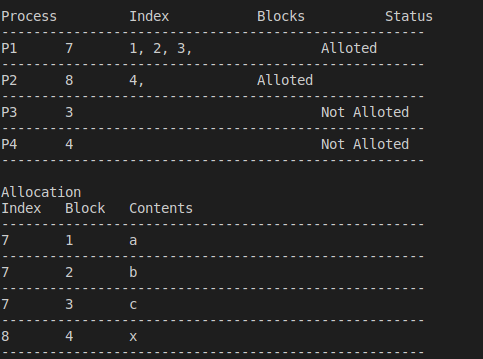 Process Index Blocks Status
-----------------------------------------------------
P1 7 1, 2, 3, Alloted
-----------------------------------------------------
P2 8 4, Alloted
-----------------------------------------------------
P3 3 Not Alloted
-----------------------------------------------------
P4 4 Not Alloted
-----------------------------------------------------
Allocation
Index Block Contents
-----------------------------------------------------
7 1 a
-----------------------------------------------------
7 2 b
-----------------------------------------------------
7 3 c
-----------------------------------------------------
8 4 x
-----------------------------------------------------